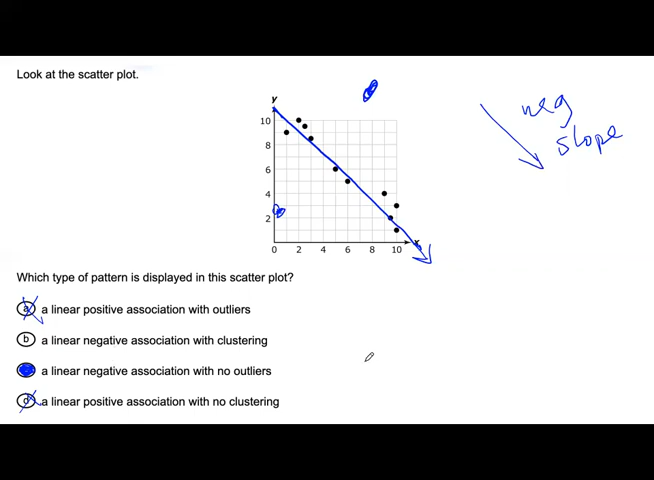 Look at the scatter plot.
neg
slope
y
10
8
6
4
2
x
0 2 4 6 8 10
Which type of pattern is displayed in this scatter plot?
a a linear positive association with outliers
b a linear negative association with clustering
a linear negative association with no outliers
d a linear positive association with no clustering